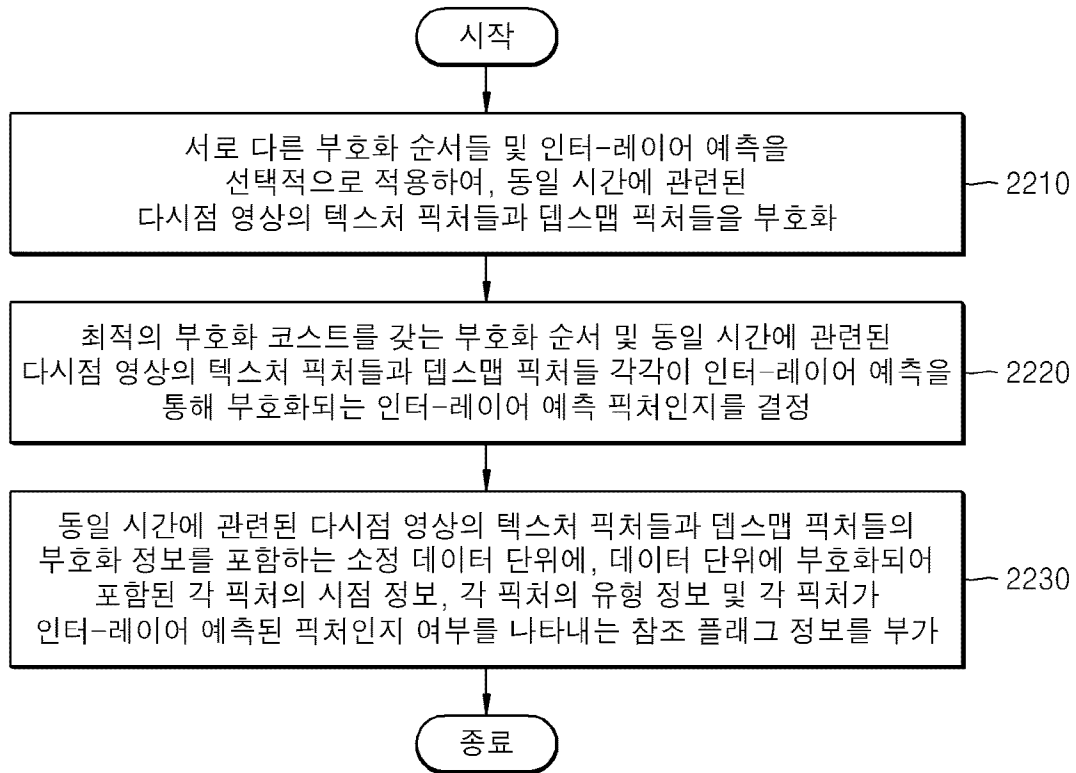 시작
서로 다른 부호화 순서들 및 인터-레이어 예측을
선택적으로 적용하여, 동일 시간에 관련된
다시점 영상의 텍스처 픽처들과 뎁스맵 픽처들을 부호화
2210
최적의 부호화 코스트를 갖는 부호화 순서 및 동일 시간에 관련된
다시점 영상의 텍스처 픽처들과 뎁스맵 픽처들 각각이 인터-레이어 예측을
통해 부호화되는 인터-레이어 예측 픽처인지를 결정
2220
동일 시간에 관련된 다시점 영상의 텍스처 픽처들과 뎁스맵 픽처들의
부호화 정보를 포함하는 소정 데이터 단위에, 데이터 단위에 부호화되어
포함된 각 픽처의 시점 정보, 각 픽처의 유형 정보 및 각 픽처가
인터-레이어 예측된 픽처인지 여부를 나타내는 참조 플래그 정보를 부가
2230
종료